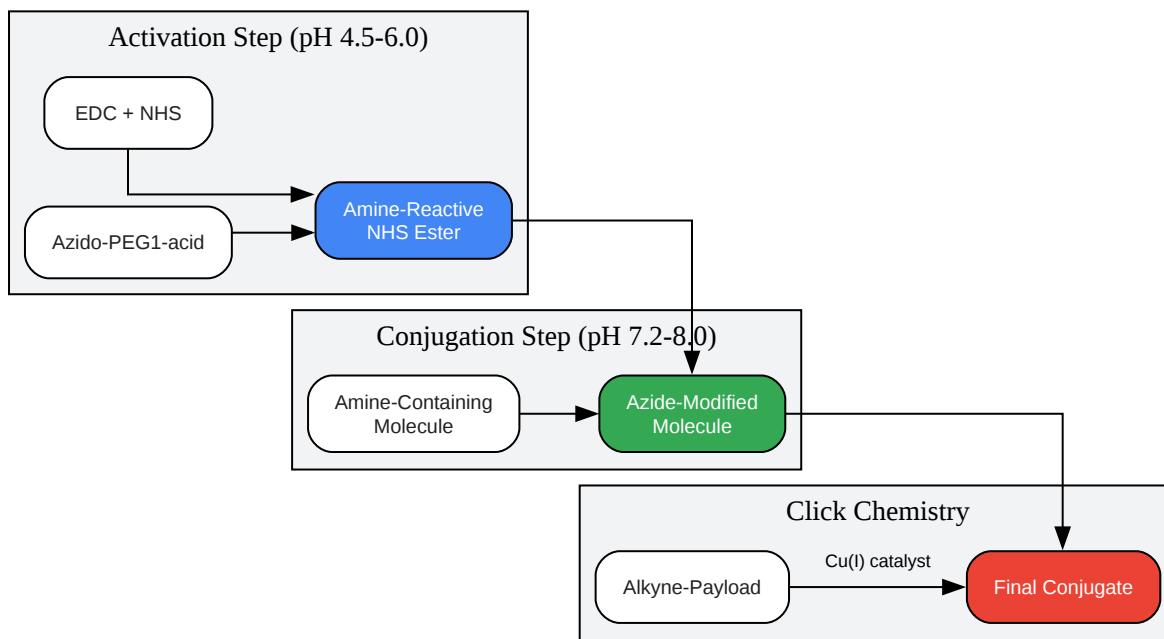 Activation Step (pH 4.5-6.0)
EDC + NHS
Azido-PEG1-acid
Amine-Reactive
NHS Ester
Conjugation Step (pH 7.2-8.0)
Amine-Containing
Molecule
Azide-Modified
Molecule
Click Chemistry
Alkyne-Payload
Cu(I) catalyst
Final Conjugate